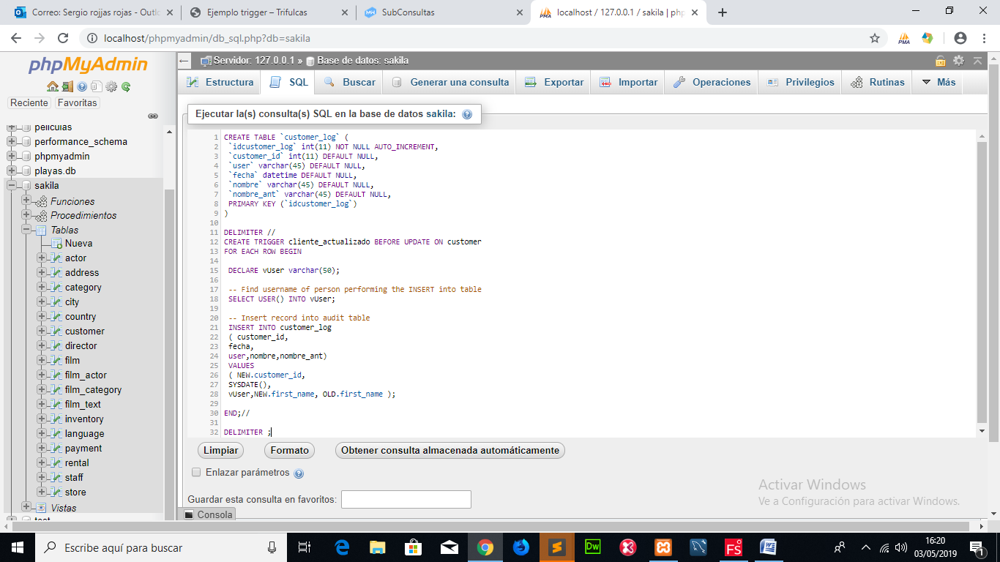 Correo: Sergio rojjas rojas - Outlo
Ejemplo trigger – Trifulcas
SubConsultas
localhost / 127.0.0.1 / sakila | php
localhost/phpmyadmin/db_sql.php?db=sakila
phpMyAdmin
Reciente
Favoritas
peliculas
performance_schema
phpmyadmin
playas.db
sakila
Funciones
Procedimientos
Tablas
Nueva
actor
address
category
city
country
customer
director
film
film_actor
film_category
film_text
inventory
language
payment
rental
staff
store
Vistas
test
Servidor: 127.0.0.1 » Base de datos: sakila
Estructura
SQL
Buscar
Generar una consulta
Exportar
Importar
Operaciones
Privilegios
Rutinas
Más
Ejecutar la(s) consulta(s) SQL en la base de datos sakila:
1 CREATE TABLE `customer_log` (
2 `idcustomer_log` int(11) NOT NULL AUTO_INCREMENT,
3 `customer_id` int(11) DEFAULT NULL,
4 `user` varchar(45) DEFAULT NULL,
5 `fecha` datetime DEFAULT NULL,
6 `nombre` varchar(45) DEFAULT NULL,
7 `nombre_ant` varchar(45) DEFAULT NULL,
8 PRIMARY KEY (`idcustomer_log`)
9 )
10
11 DELIMITER //
12 CREATE TRIGGER cliente_actualizado BEFORE UPDATE ON customer
13 FOR EACH ROW BEGIN
14
15 DECLARE vUser varchar(50);
16
17 -- Find username of person performing the INSERT into table
18 SELECT USER() INTO vUser;
19
20 -- Insert record into audit table
21 INSERT INTO customer_log
22 ( customer_id,
23 fecha,
24 user,nombre,nombre_ant)
25 VALUES
26 ( NEW.customer_id,
27 SYSDATE(),
28 vUser,NEW.first_name, OLD.first_name );
29
30 END;//
31
32 DELIMITER ;
Limpiar
Formato
Obtener consulta almacenada automáticamente
Enlazar parámetros
Guardar esta consulta en favoritos:
Consola
Activar Windows
Ve a Configuración para activar Windows.
Escribe aquí para buscar
16:20
03/05/2019